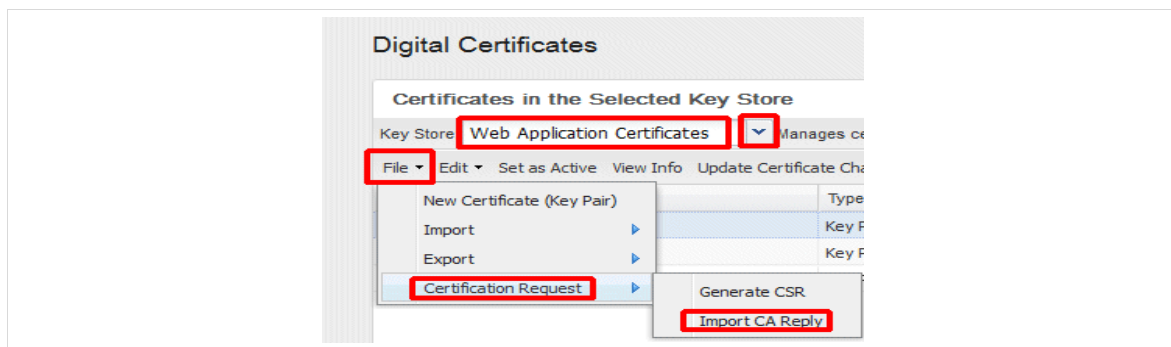 Digital Certificates
Certificates in the Selected Key Store
Key Store Web Application Certificates Manages ce
File Edit Set as Active View Info Update Certificate Cha
New Certificate (Key Pair) Type
Import Key P
Export Key P
Certification Request
Generate CSR
Import CA Reply